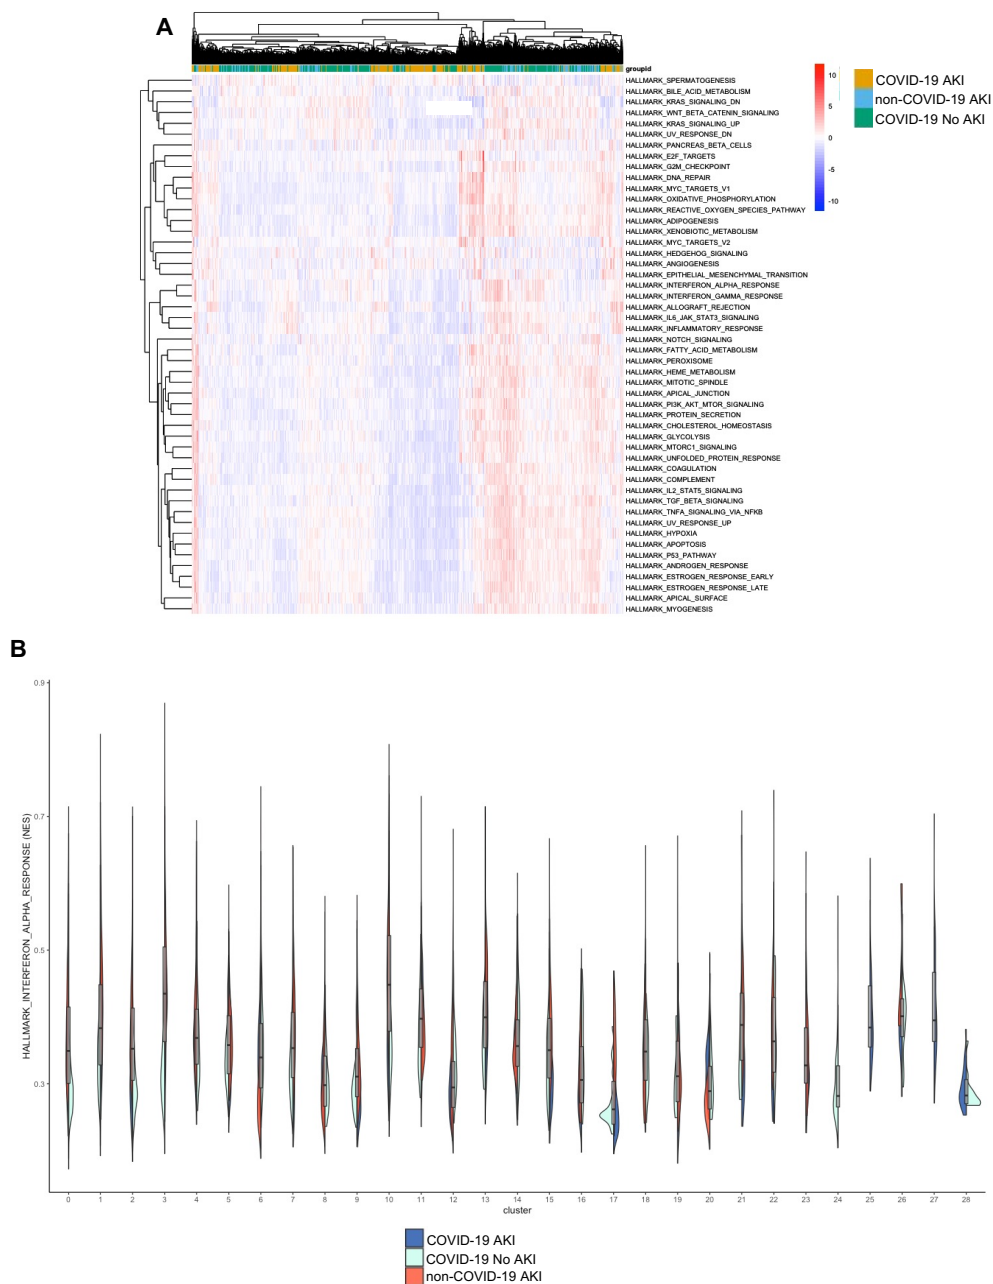 A
groupid
HALLMARK_SPERMATOGENESIS
HALLMARK_BILE_ACID_METABOLISM
HALLMARK_KRAS_SIGNALING_DN
HALLMARK_WNT_BETA_CATENIN_SIGNALING
HALLMARK_KRAS_SIGNALING_UP
HALLMARK_UV_RESPONSE_DN
HALLMARK_PANCREAS_BETA_CELLS
HALLMARK_E2F_TARGETS
HALLMARK_G2M_CHECKPOINT
HALLMARK_DNA_REPAIR
HALLMARK_MYC_TARGETS_V1
HALLMARK_OXIDATIVE_PHOSPHORYLATION
HALLMARK_REACTIVE_OXYGEN_SPECIES_PATHWAY
HALLMARK_ADIPOGENESIS
HALLMARK_XENOBIOTIC_METABOLISM
HALLMARK_MYC_TARGETS_V2
HALLMARK_HEDGEHOG_SIGNALING
HALLMARK_ANGIOGENESIS
HALLMARK_EPITHELIAL_MESENCHYMAL_TRANSITION
HALLMARK_INTERFERON_ALPHA_RESPONSE
HALLMARK_INTERFERON_GAMMA_RESPONSE
HALLMARK_ALLOGRAFT_REJECTION
HALLMARK_IL6_JAK_STAT3_SIGNALING
HALLMARK_INFLAMMATORY_RESPONSE
HALLMARK_NOTCH_SIGNALING
HALLMARK_FATTY_ACID_METABOLISM
HALLMARK_PEROXISOME
HALLMARK_HEME_METABOLISM
HALLMARK_MITOTIC_SPINDLE
HALLMARK_APICAL_JUNCTION
HALLMARK_PI3K_AKT_MTOR_SIGNALING
HALLMARK_PROTEIN_SECRETION
HALLMARK_CHOLESTEROL_HOMEOSTASIS
HALLMARK_GLYCOLYSIS
HALLMARK_MTORC1_SIGNALING
HALLMARK_UNFOLDED_PROTEIN_RESPONSE
HALLMARK_COAGULATION
HALLMARK_COMPLEMENT
HALLMARK_IL2_STAT5_SIGNALING
HALLMARK_TGF_BETA_SIGNALING
HALLMARK_TNFA_SIGNALING_VIA_NFKB
HALLMARK_UV_RESPONSE_UP
HALLMARK_HYPOXIA
HALLMARK_APOPTOSIS
HALLMARK_P53_PATHWAY
HALLMARK_ANDROGEN_RESPONSE
HALLMARK_ESTROGEN_RESPONSE_EARLY
HALLMARK_ESTROGEN_RESPONSE_LATE
HALLMARK_APICAL_SURFACE
HALLMARK_MYOGENESIS
10
5
0
-5
-10
COVID-19 AKI
non-COVID-19 AKI
COVID-19 No AKI
B
HALLMARK_INTERFERON_ALPHA_RESPONSE (NES)
0.9
0.7
0.5
0.3
0 1 2 3 4 5 6 7 8 9 10 11 12 13 14 15 16 17 18 19 20 21 22 23 24 25 26 27 28
cluster
COVID-19 AKI
COVID-19 No AKI
non-COVID-19 AKI